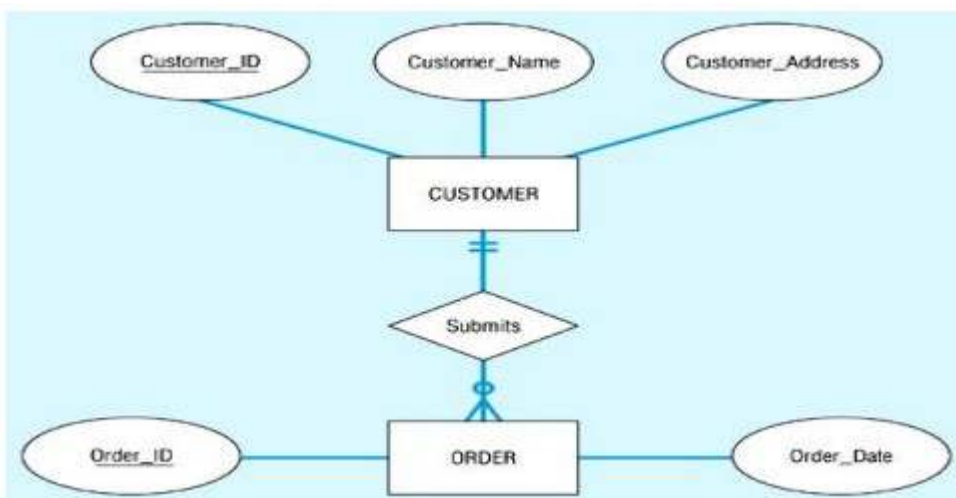 Customer_ID
Customer_Name
Customer_Address
CUSTOMER
Submits
Order_ID
ORDER
Order_Date